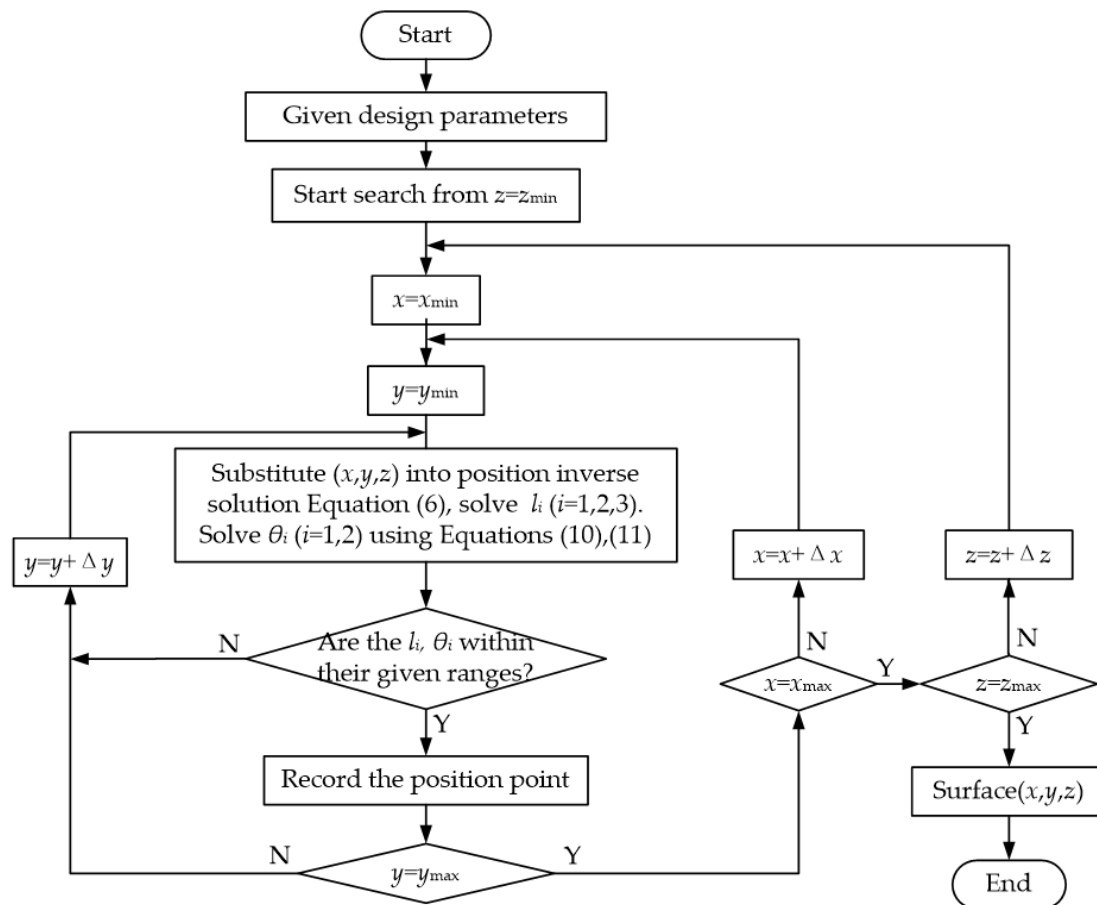 Start
Given design parameters
Start search from z=zmin
x=xmin
y=ymin
Substitute (x,y,z) into position inverse
solution Equation (6), solve li (i=1,2,3).
Solve θi (i=1,2) using Equations (10),(11)
y=y+Δy
x=x+Δx
z=z+Δz
N
Are the li, θi within
their given ranges?
N
N
x=xmax
Y
z=zmax
Y
Y
Record the position point
Surface(x,y,z)
N
y=ymax
Y
End